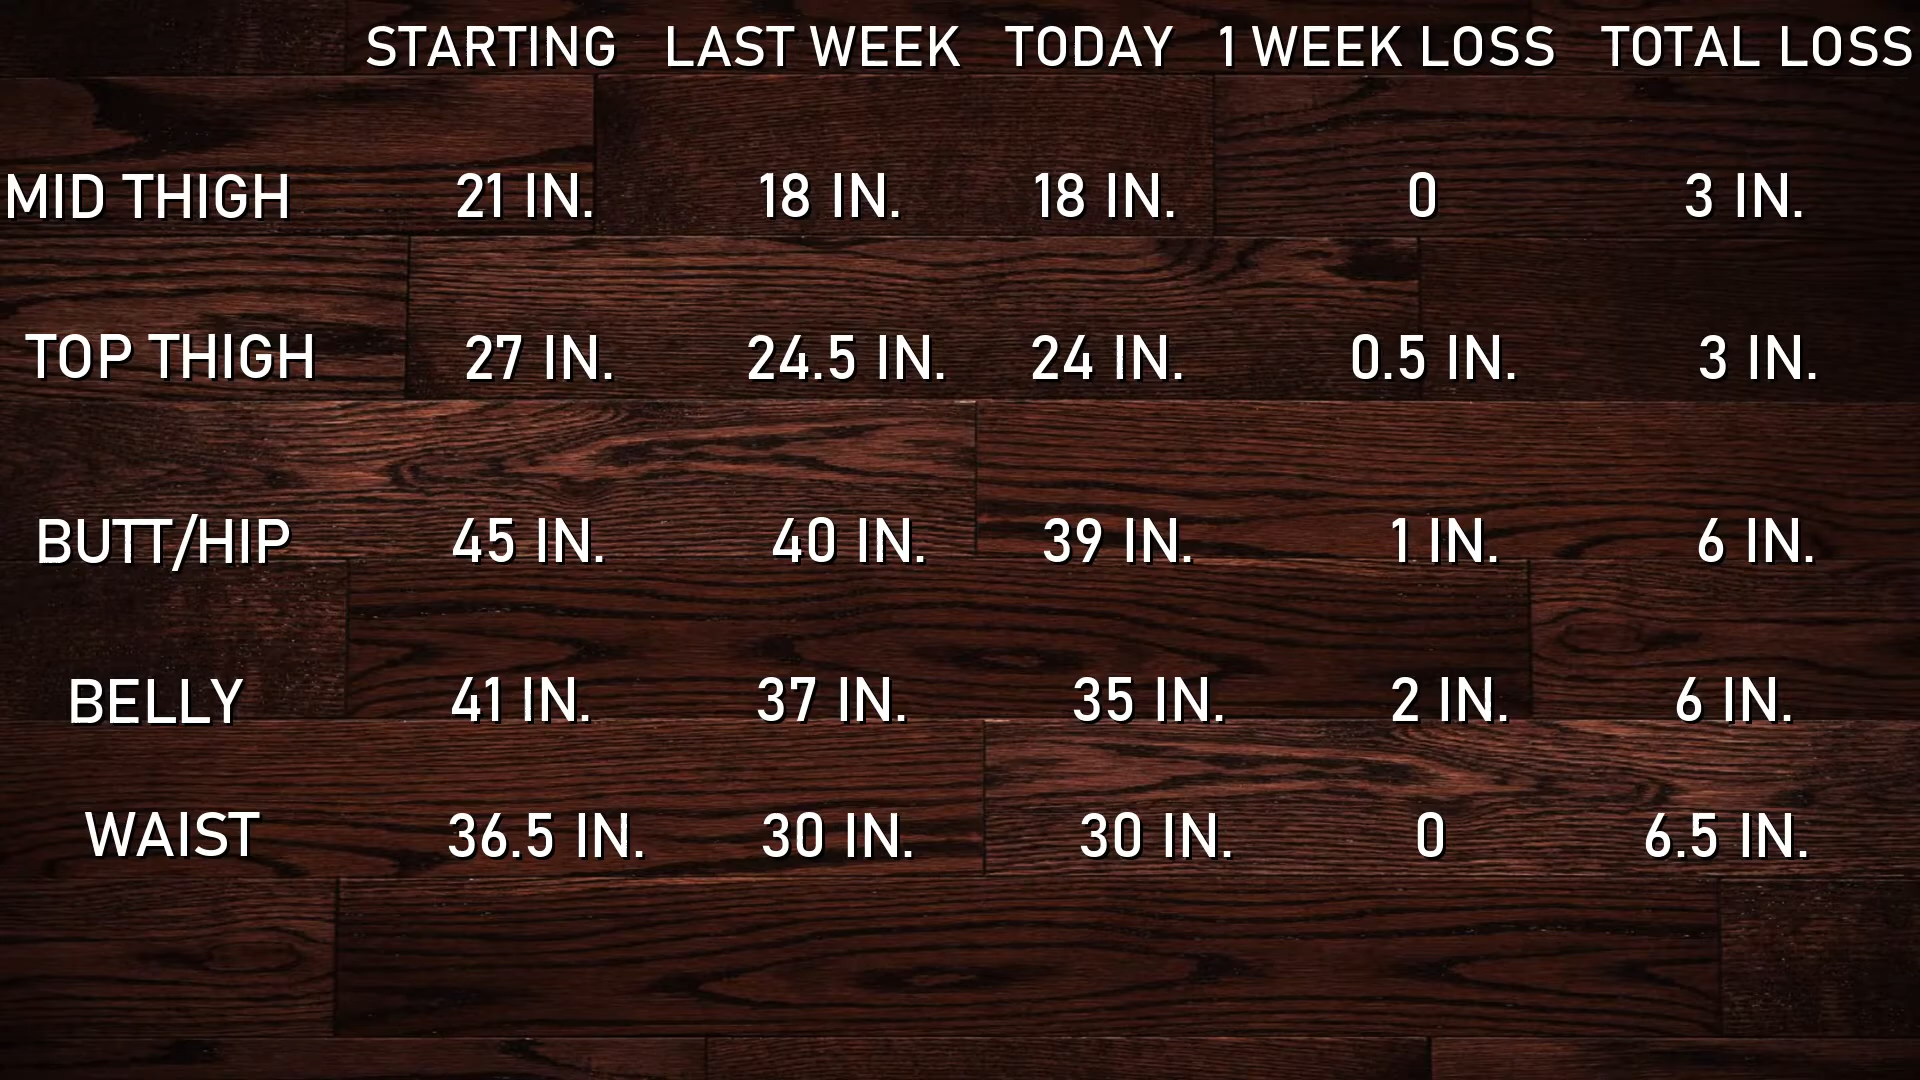 STARTING LAST WEEK TODAY 1 WEEK LOSS TOTAL LOSS
MID THIGH 21 IN. 18 IN. 18 IN. 0 3 IN.
TOP THIGH 27 IN. 24.5 IN. 24 IN. 0.5 IN. 3 IN.
BUTT/HIP 45 IN. 40 IN. 39 IN. 1 IN. 6 IN.
BELLY 41 IN. 37 IN. 35 IN. 2 IN. 6 IN.
WAIST 36.5 IN. 30 IN. 30 IN. 0 6.5 IN.